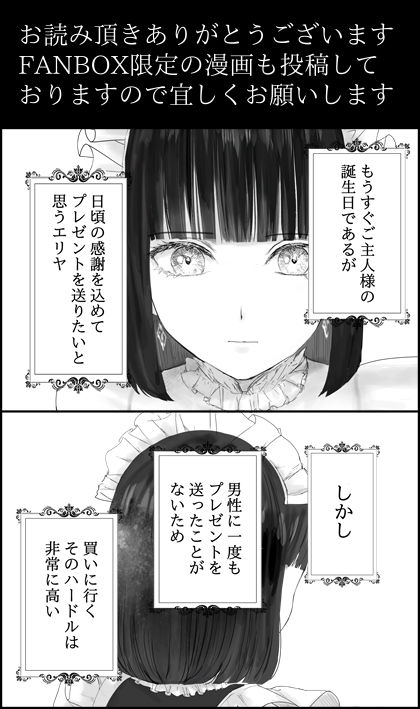 お読み頂きありがとうございます
FANBOX限定の漫画も投稿して
おりますので宜しくお願いします
もうすぐご主人様の
誕生日であるが
日頃の感謝を込めて
プレゼントを送りたいと
思うエリヤ
しかし
男性に一度も
プレゼントを
送ったことが
ないため
買いに行く
そのハードルは
非常に高い